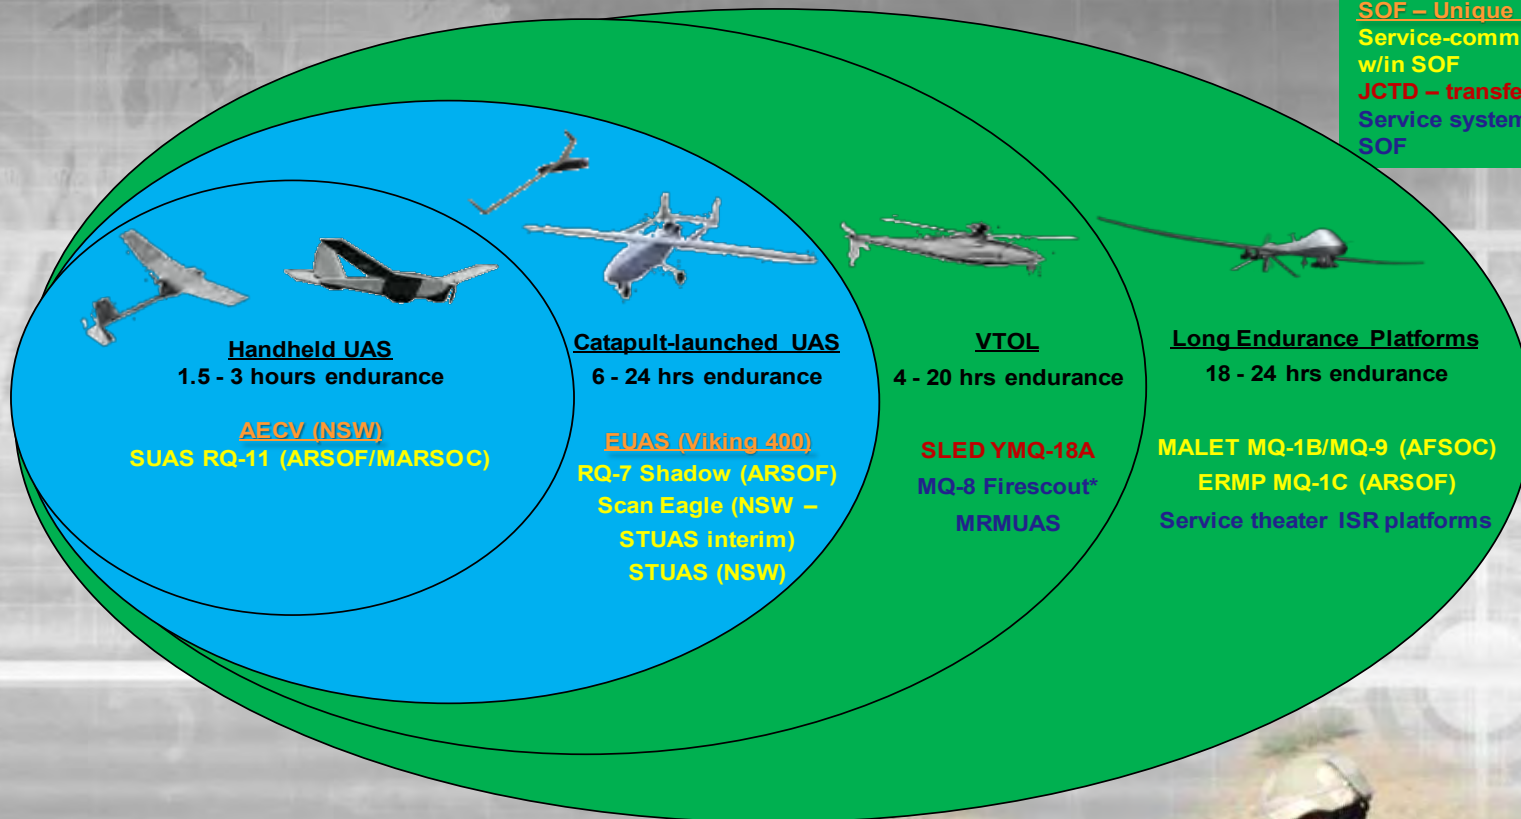 SOF – Unique
Service-comm
w/in SOF
JCTD – transfe
Service system
SOF
Handheld UAS
1.5 - 3 hours endurance
AECV (NSW)
SUAS RQ-11 (ARSOF/MARSOC)
Catapult-launched UAS
6 - 24 hrs endurance
EUAS (Viking 400)
RQ-7 Shadow (ARSOF)
Scan Eagle (NSW –
STUAS interim)
STUAS (NSW)
VTOL
4 - 20 hrs endurance
SLED YMQ-18A
MQ-8 Firescout*
MRMUAS
Long Endurance Platforms
18 - 24 hrs endurance
MALET MQ-1B/MQ-9 (AFSOC)
ERMP MQ-1C (ARSOF)
Service theater ISR platforms